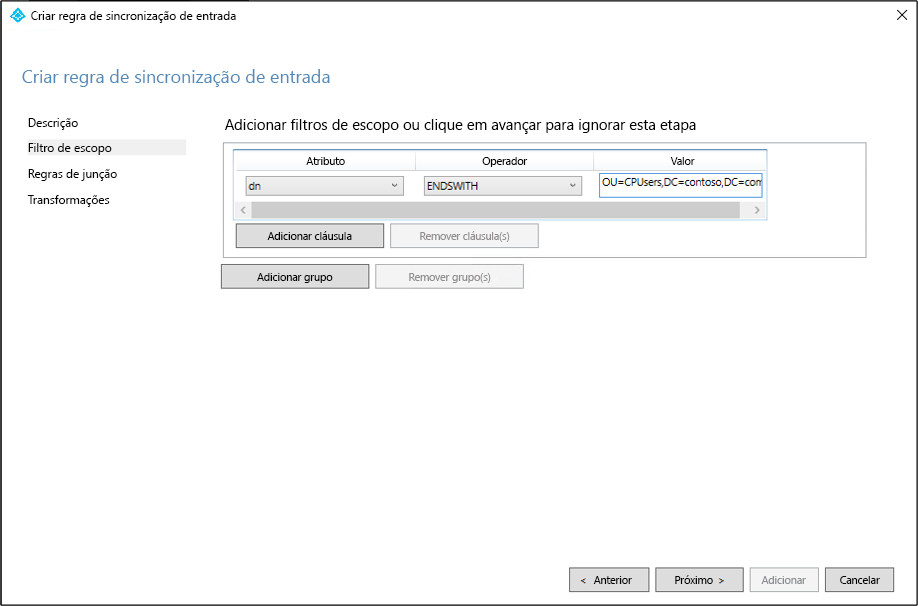 Criar regra de sincronização de entrada
Criar regra de sincronização de entrada
Descrição
Filtro de escopo
Regras de junção
Transformações
Adicionar filtros de escopo ou clique em avançar para ignorar esta etapa
Atributo Operador Valor
dn ENDSWITH OU=CPUsers,DC=contoso,DC=com
Adicionar cláusula Remover cláusula(s)
Adicionar grupo Remover grupo(s)
< Anterior Próximo > Adicionar Cancelar